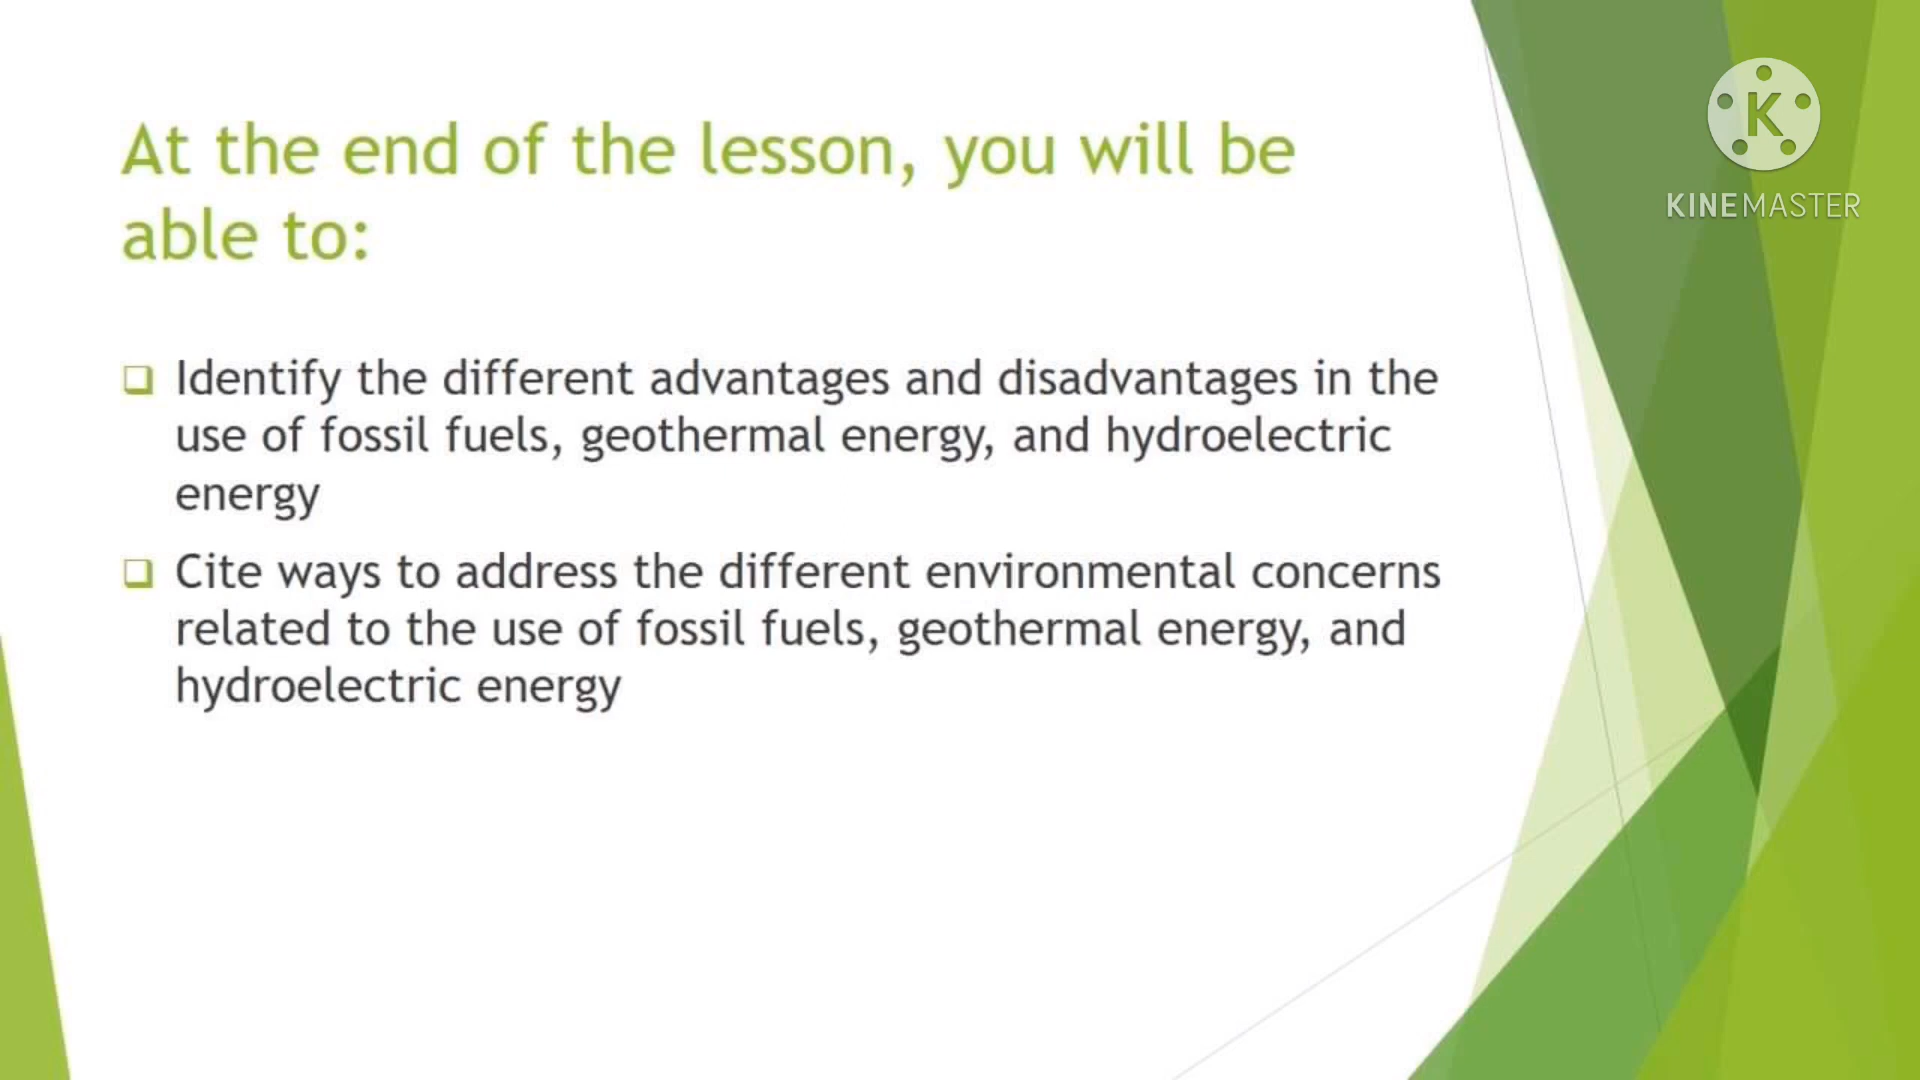 At the end of the lesson, you will be
able to:
Identify the different advantages and disadvantages in the
use of fossil fuels, geothermal energy, and hydroelectric
energy
Cite ways to address the different environmental concerns
related to the use of fossil fuels, geothermal energy, and
hydroelectric energy
K
KINEMASTER